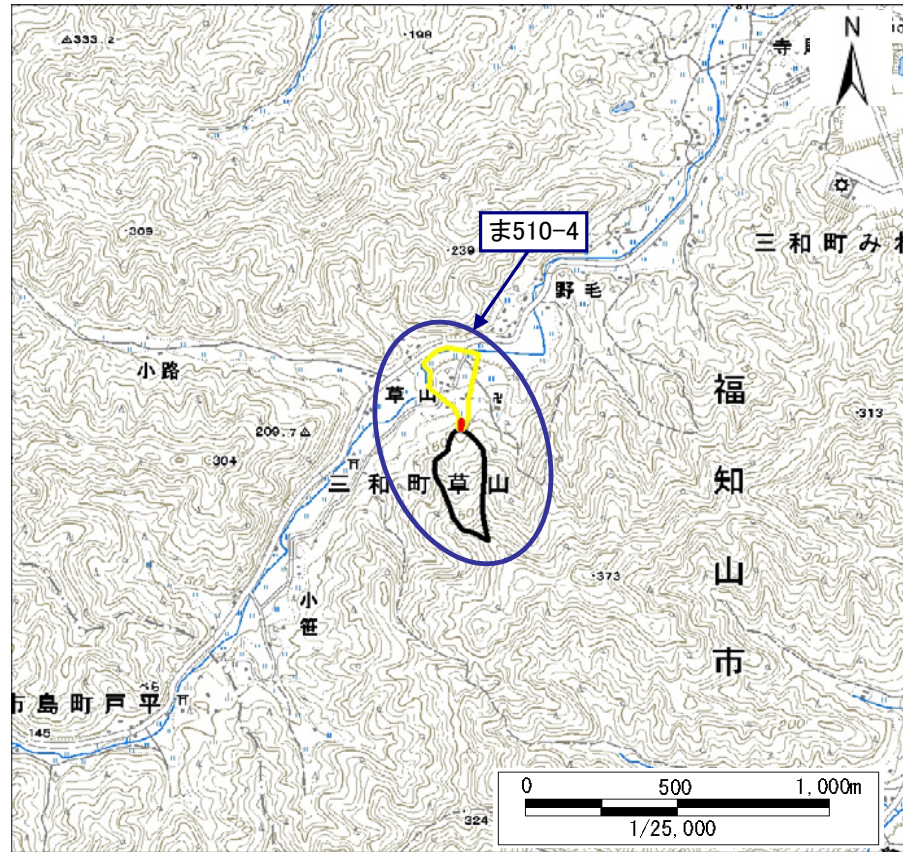 △333.2
・198
N
・309
ま510-4
・239
三和町み
野毛
小路
草山
卍
福知山市
・313
209.7△
・304
三和町草山
・373
小笹
市島町戸平
145
324
200
0 500 1,000m
1/25,000